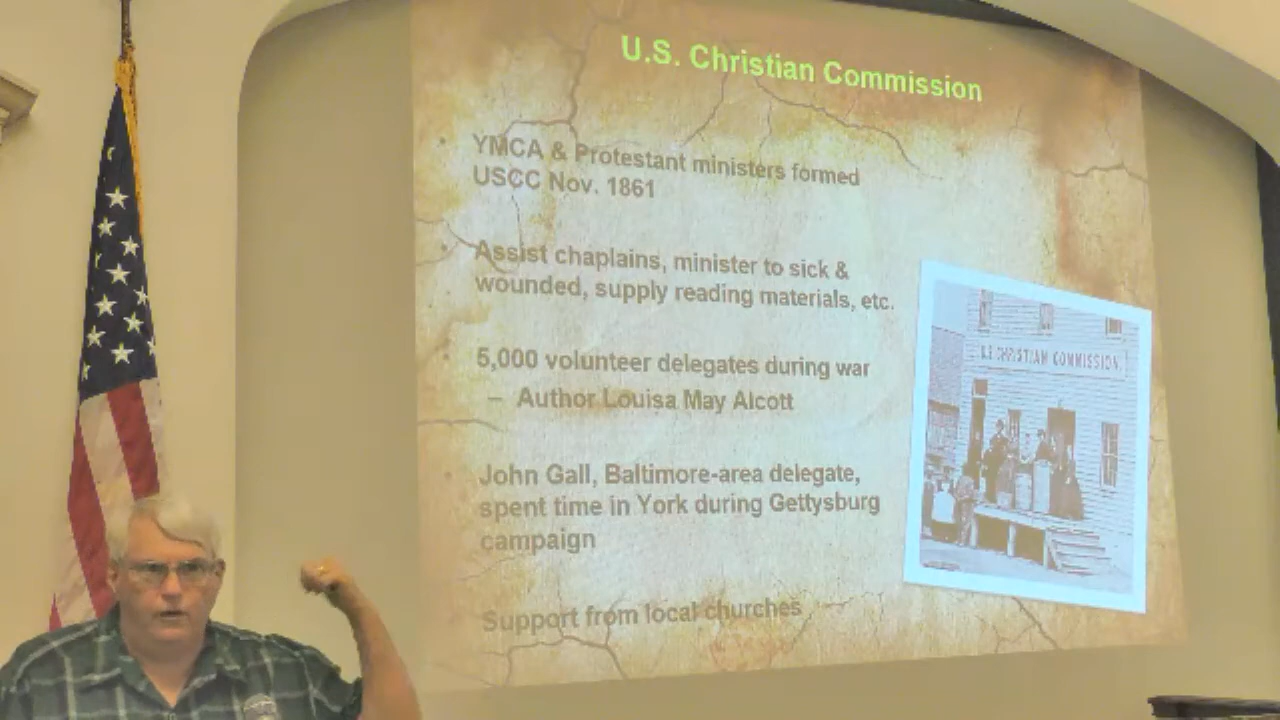 U.S. Christian Commission
• YMCA & Protestant ministers formed
USCC Nov. 1861
• Assist chaplains, minister to sick &
wounded, supply reading materials, etc.
• 5,000 volunteer delegates during war
– Author Louisa May Alcott
• John Gall, Baltimore-area delegate,
spent time in York during Gettysburg
campaign
Support from local churches
U.S CHRISTIAN COMMISSION.